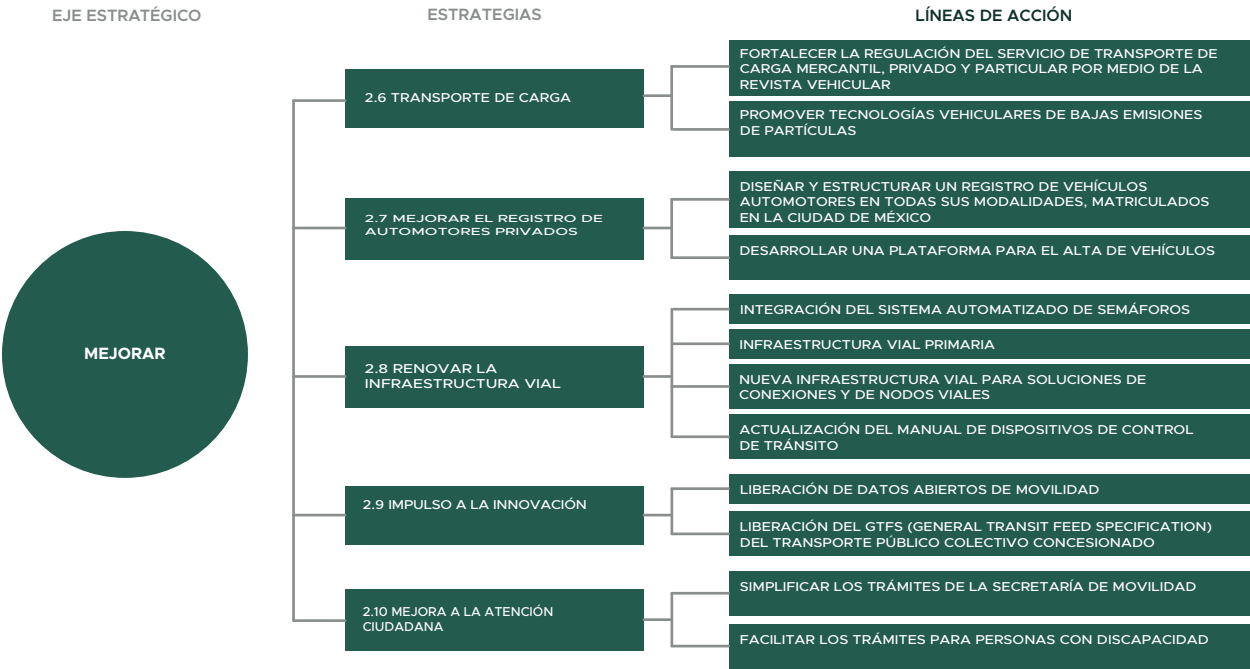 EJE ESTRATÉGICO
ESTRATEGIAS
LÍNEAS DE ACCIÓN
MEJORAR
2.6 TRANSPORTE DE CARGA
FORTALECER LA REGULACIÓN DEL SERVICIO DE TRANSPORTE DE
CARGA MERCANTIL, PRIVADO Y PARTICULAR POR MEDIO DE LA
REVISTA VEHICULAR
PROMOVER TECNOLOGÍAS VEHICULARES DE BAJAS EMISIONES
DE PARTÍCULAS
2.7 MEJORAR EL REGISTRO DE
AUTOMOTORES PRIVADOS
DISEÑAR Y ESTRUCTURAR UN REGISTRO DE VEHÍCULOS
AUTOMOTORES EN TODAS SUS MODALIDADES, MATRICULADOS
EN LA CIUDAD DE MÉXICO
DESARROLLAR UNA PLATAFORMA PARA EL ALTA DE VEHÍCULOS
2.8 RENOVAR LA
INFRAESTRUCTURA VIAL
INTEGRACIÓN DEL SISTEMA AUTOMATIZADO DE SEMÁFOROS
INFRAESTRUCTURA VIAL PRIMARIA
NUEVA INFRAESTRUCTURA VIAL PARA SOLUCIONES DE
CONEXIONES Y DE NODOS VIALES
ACTUALIZACIÓN DEL MANUAL DE DISPOSITIVOS DE CONTROL
DE TRÁNSITO
2.9 IMPULSO A LA INNOVACIÓN
LIBERACIÓN DE DATOS ABIERTOS DE MOVILIDAD
LIBERACIÓN DEL GTFS (GENERAL TRANSIT FEED SPECIFICATION)
DEL TRANSPORTE PÚBLICO COLECTIVO CONCESIONADO
2.10 MEJORA A LA ATENCIÓN
CIUDADANA
SIMPLIFICAR LOS TRÁMITES DE LA SECRETARÍA DE MOVILIDAD
FACILITAR LOS TRÁMITES PARA PERSONAS CON DISCAPACIDAD